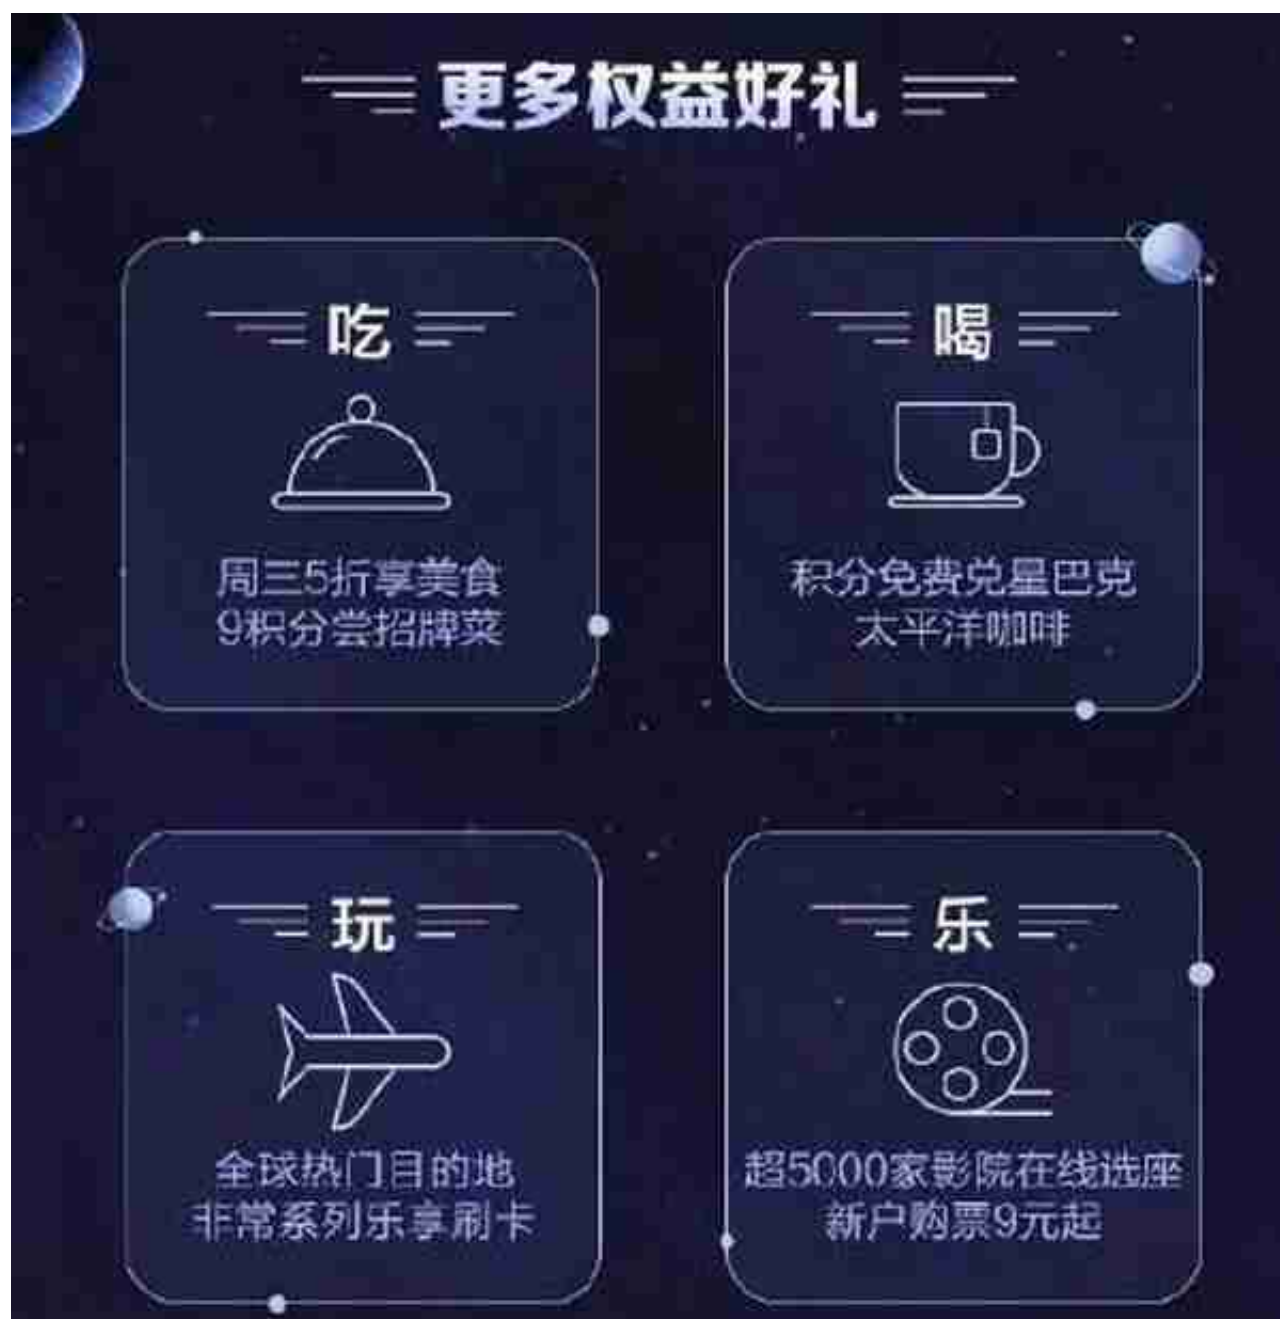 更多权益好礼
吃
周三5折享美食
9积分尝招牌菜
喝
积分免费兑星巴克
太平洋咖啡
玩
全球热门目的地
非常系列乐享刷卡
乐
超5000家影院在线选座
新户购票9元起